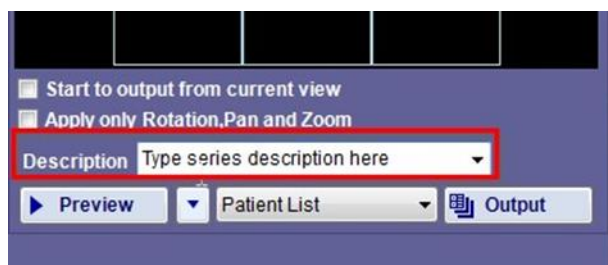 Start to output from current view
Apply only Rotation,Pan and Zoom
Description Type series description here
Preview Patient List Output